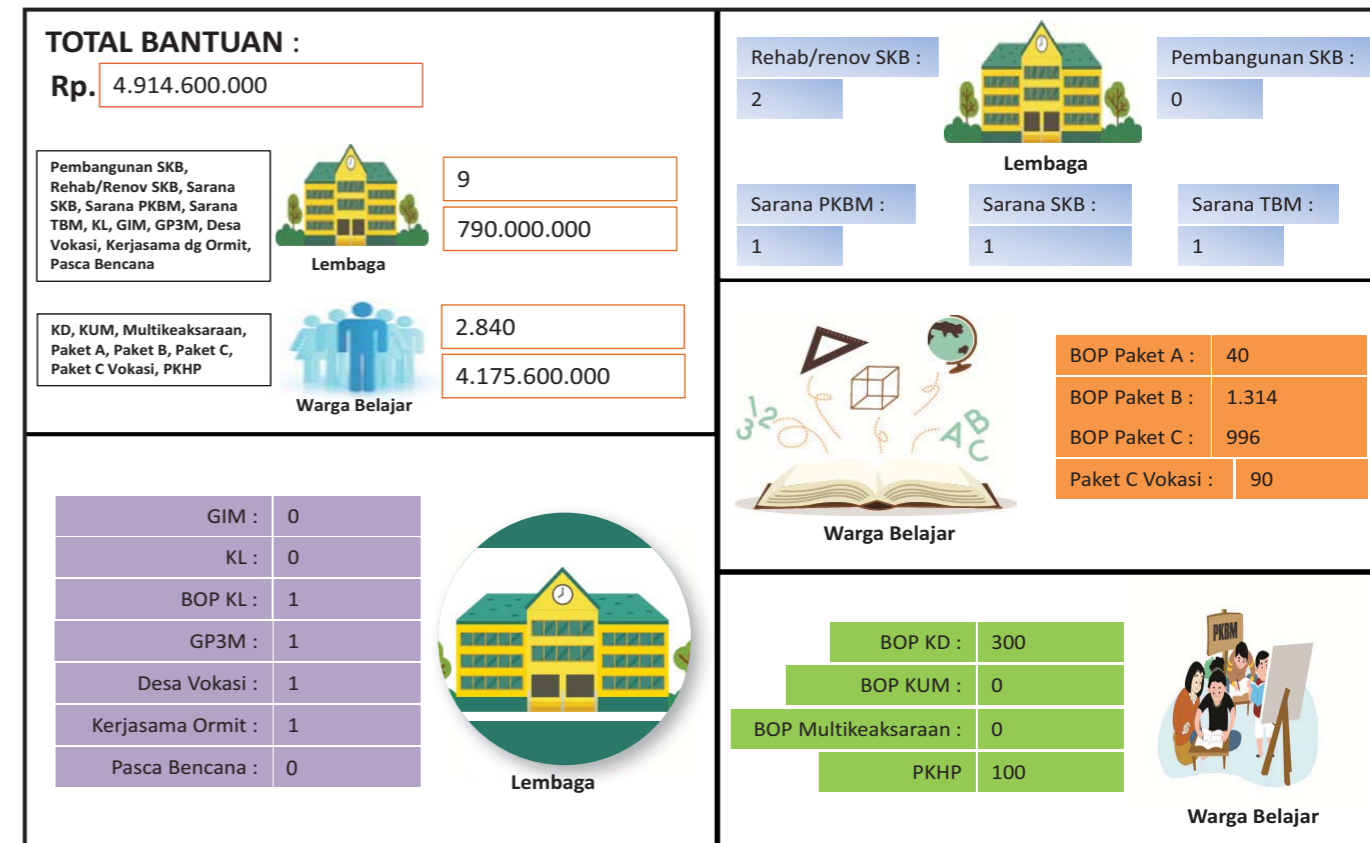 TOTAL BANTUAN :
Rp. 4.914.600.000
Pembangunan SKB,
Rehab/Renov SKB, Sarana
SKB, Sarana PKBM, Sarana
TBM, KL, GIM, GP3M, Desa
Vokasi, Kerjasama dg Ormit,
Pasca Bencana
Lembaga
9
790.000.000
KD, KUM, Multikeaksaraan,
Paket A, Paket B, Paket C,
Paket C Vokasi, PKHP
Warga Belajar
2.840
4.175.600.000
Rehab/renov SKB :
2
Lembaga
Pembangunan SKB :
0
Sarana PKBM :
1
Sarana SKB :
1
Sarana TBM :
1
123
ABC
Warga Belajar
BOP Paket A : 40
BOP Paket B : 1.314
BOP Paket C : 996
Paket C Vokasi : 90
GIM : 0
KL : 0
BOP KL : 1
GP3M : 1
Desa Vokasi : 1
Kerjasama Ormit : 1
Pasca Bencana : 0
Lembaga
BOP KD : 300
BOP KUM : 0
BOP Multikeaksaraan : 0
PKHP 100
PKBM
Warga Belajar